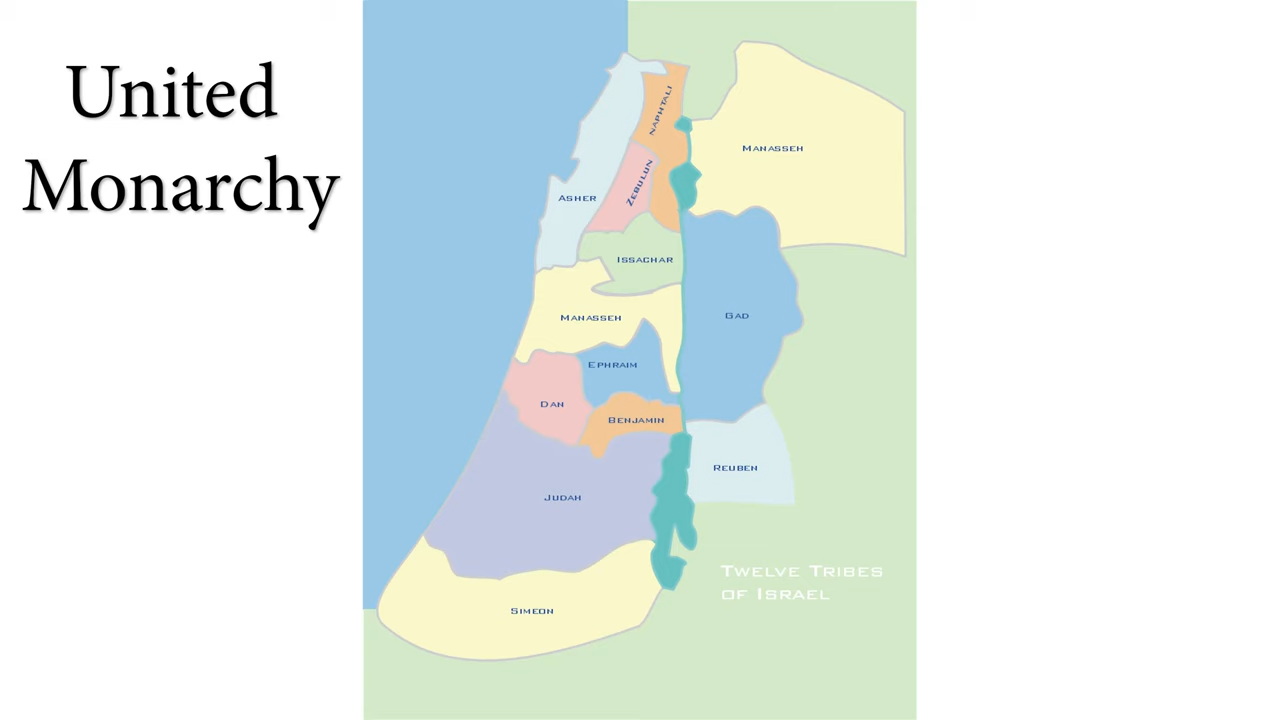 United
Monarchy
NAPHTALI
MANASSEH
ZEBULUN
ASHER
ISSACHAR
MANASSEH
GAD
EPHRAIM
DAN
BENJAMIN
REUBEN
JUDAH
TWELVE TRIBES
OF ISRAEL
SIMEON